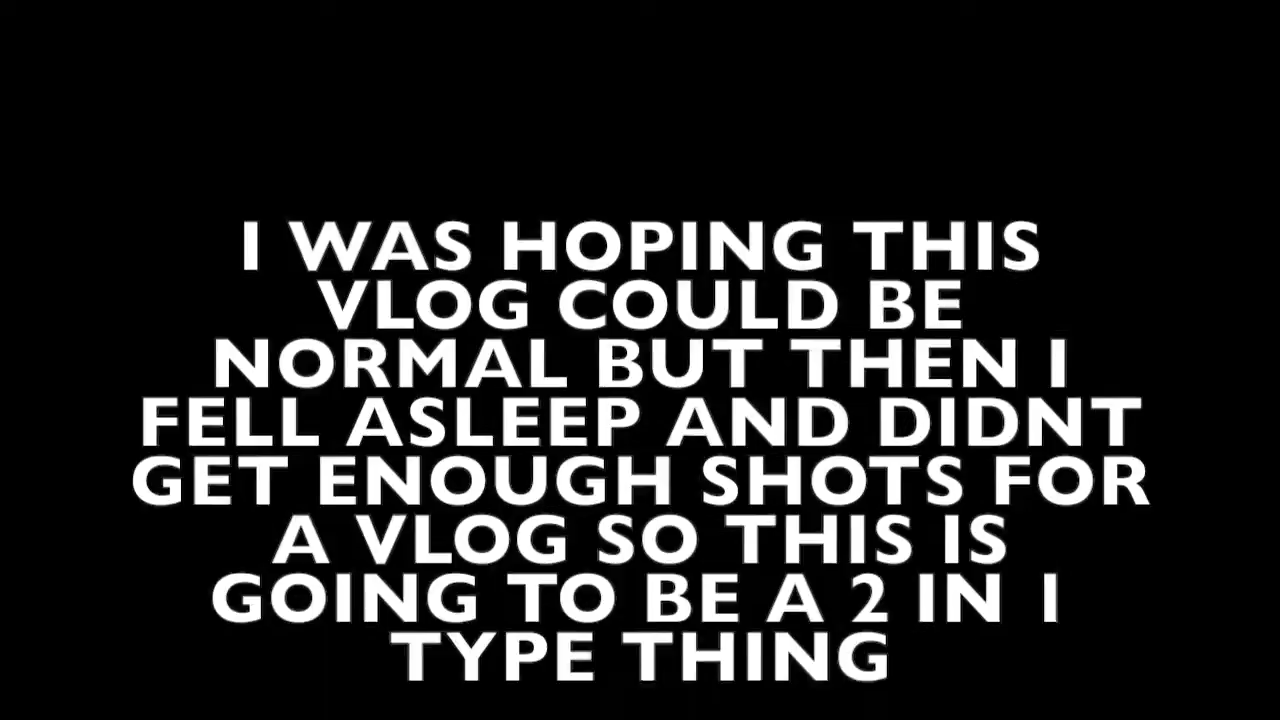 I WAS HOPING THIS
VLOG COULD BE
NORMAL BUT THEN I
FELL ASLEEP AND DIDNT
GET ENOUGH SHOTS FOR
A VLOG SO THIS IS
GOING TO BE A 2 IN 1
TYPE THING